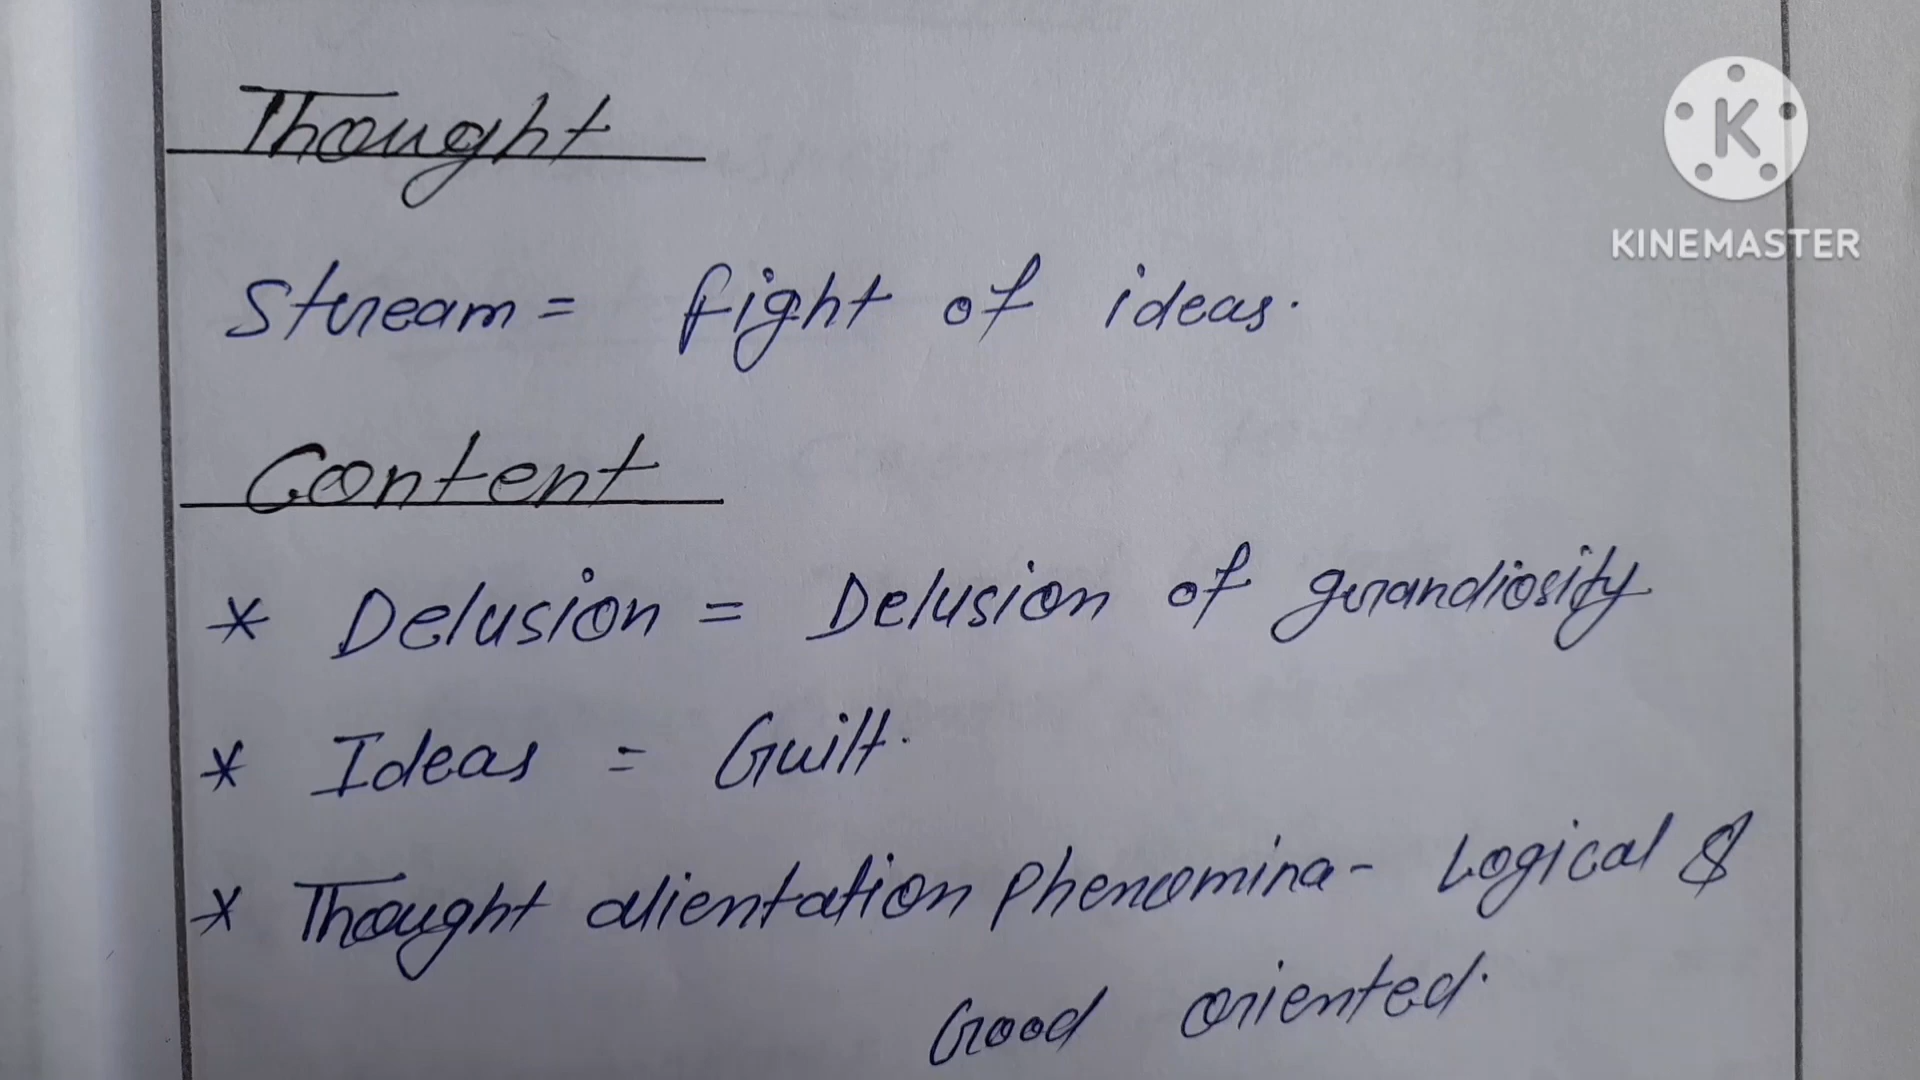 Thought
Stream = fight of ideas.
Content
* Delusion = Delusion of grandiosity
* Ideas = Guilt.
* Thought alientation Phenomina - Logical &
Good oriented.
K
KINEMASTER